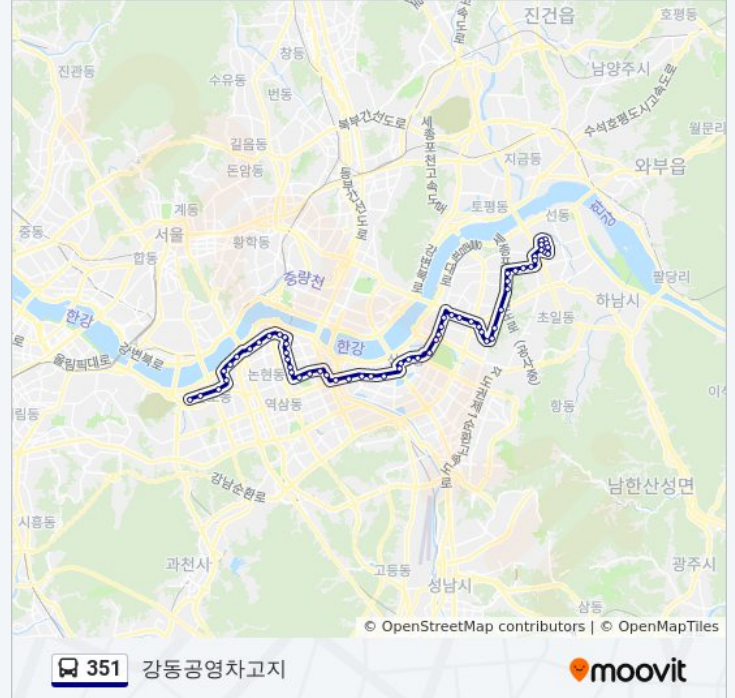 진건읍
호평동
창동
진관동
수유동
남양주시
번동
수석호평도시고속도로
북부간선도로
세종포천고속도로
월문리
길음동
지금동
와부읍
돈암동
동부간선도로
토평동
선동
한강
계동
중동
서울
황학동
합동
중랑천
강변북로
팔당리
하남시
한강
초일동
로
강변북로
올림픽대로
한강
논현동
역삼동
림동
항동
강남순환로
남한산성면
시흥동
과천시
고등동
성남시
광주시
삼동
© OpenStreetMap contributors | © OpenMapTiles
351 강동공영차고지
moovit